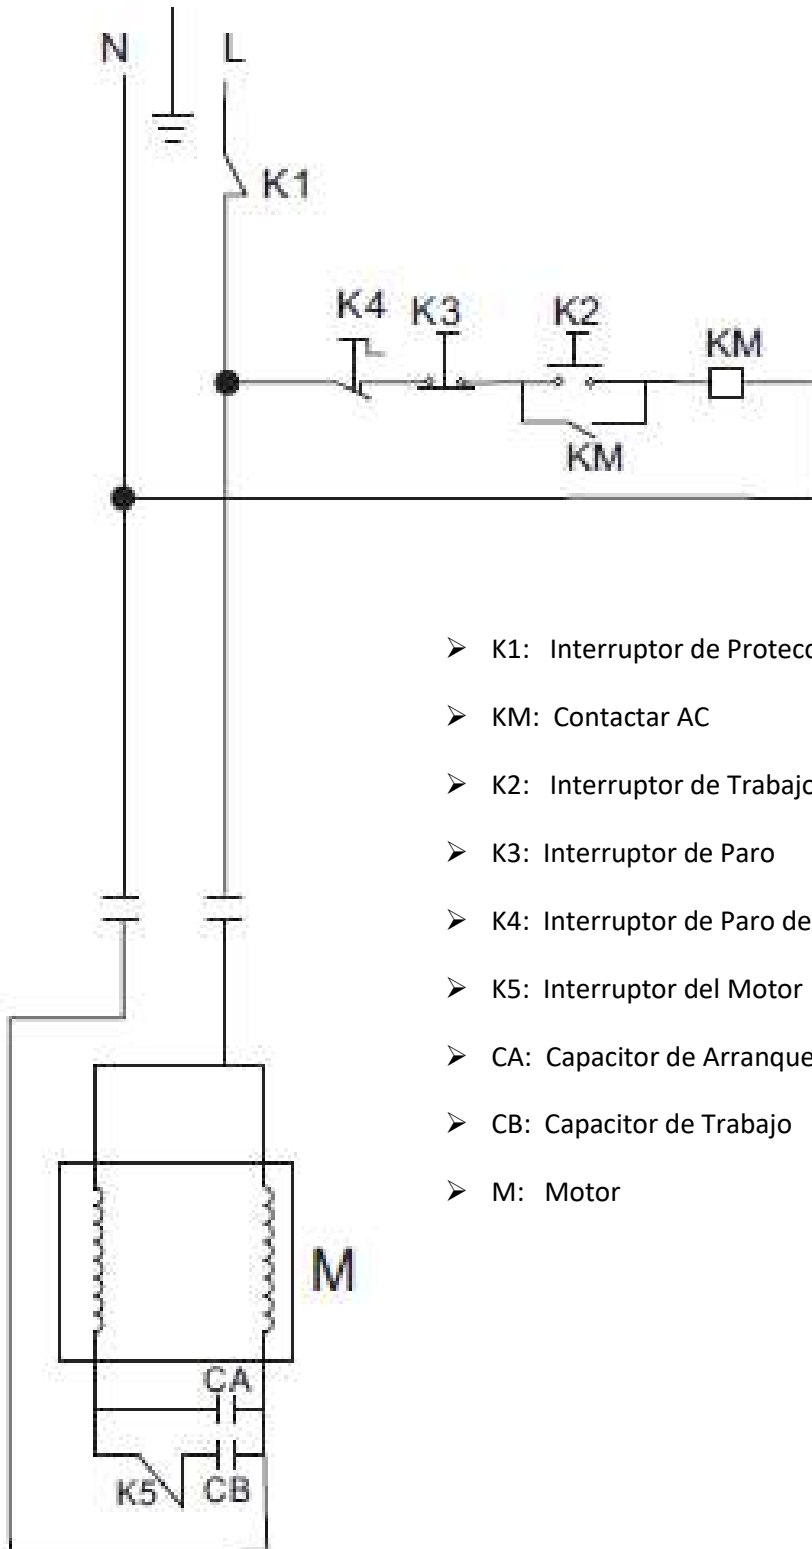 N L
K1
K4 K3 K2 KM
KM
➢ K1: Interruptor de Protecc
➢ KM: Contactar AC
➢ K2: Interruptor de Trabajo
➢ K3: Interruptor de Paro
➢ K4: Interruptor de Paro de
➢ K5: Interruptor del Motor
➢ CA: Capacitor de Arranque
➢ CB: Capacitor de Trabajo
➢ M: Motor
M
CA
K5 CB